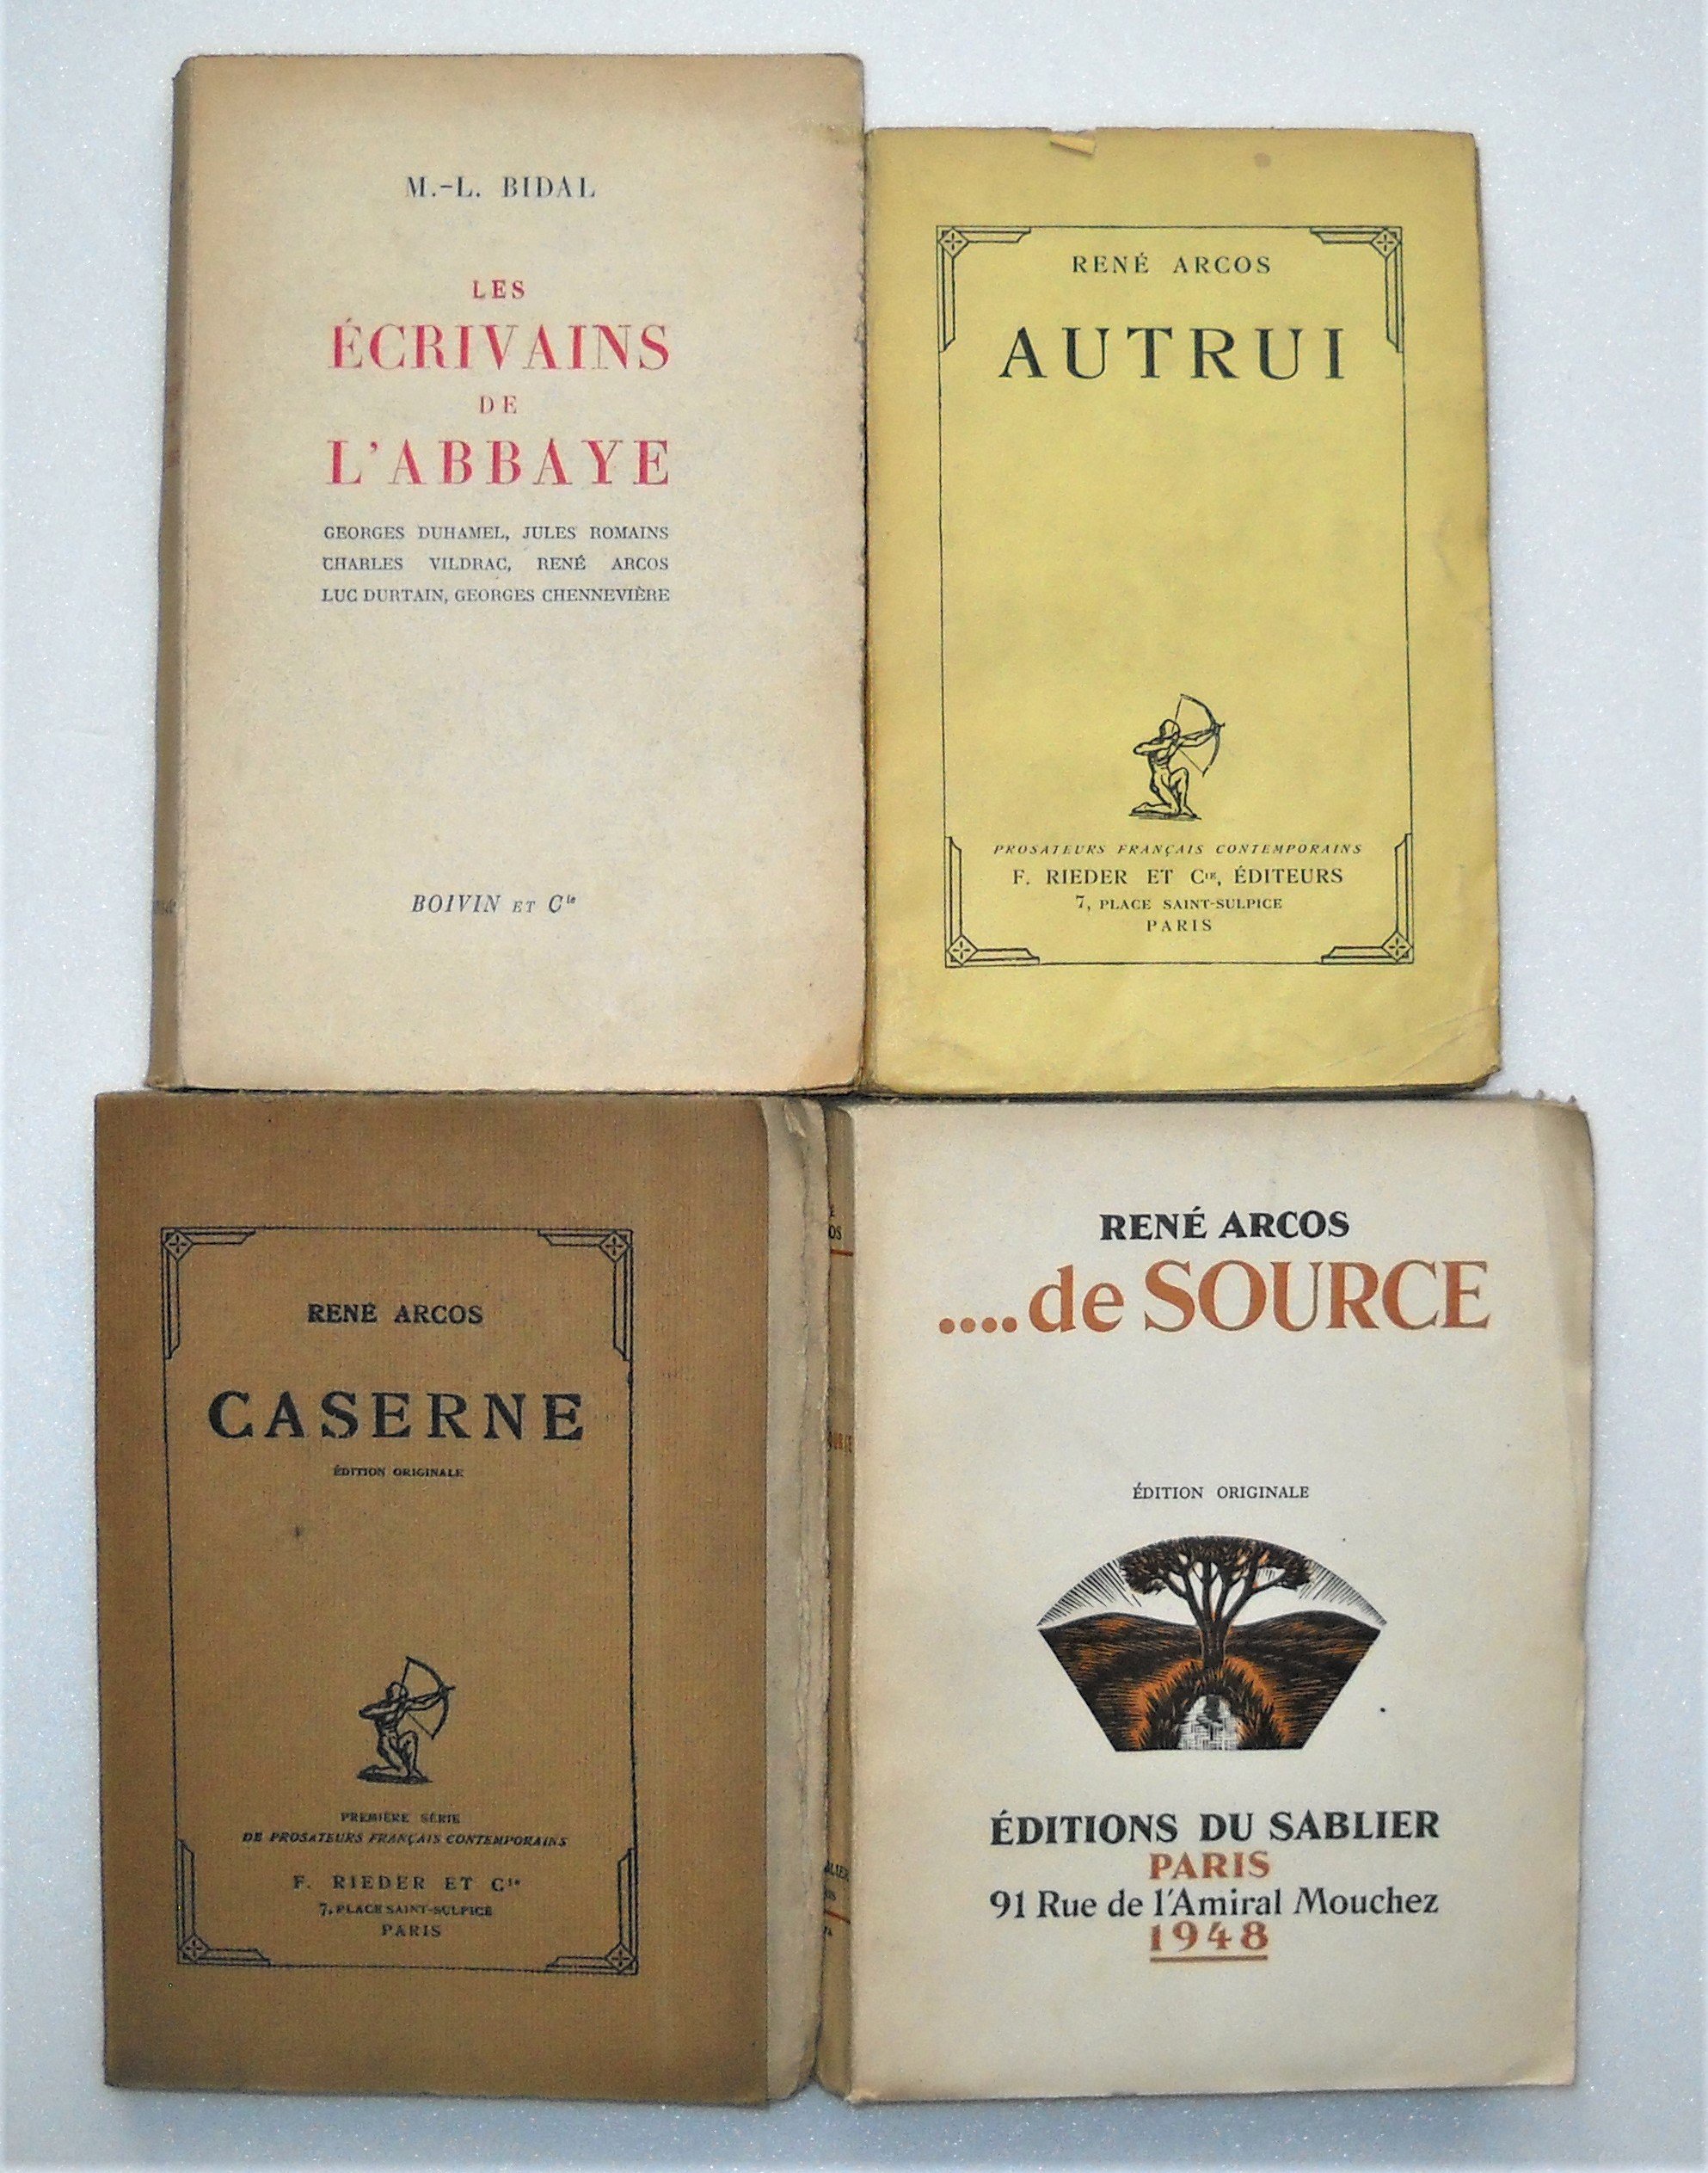 M.-L. BIDAL
LES
ÉCRIVAINS
DE
L'ABBAYE
GEORGES DUHAMEL, JULES ROMAINS
CHARLES VILDRAC, RENÉ ARCOS
LUC DURTAIN, GEORGES CHENNEVIÈRE
BOIVIN ET Cie
RENÉ ARCOS
AUTRUI
PROSATEURS FRANÇAIS CONTEMPORAINS
F. RIEDER ET CIE, ÉDITEURS
7, PLACE SAINT-SULPICE
PARIS
RENÉ ARCOS
CASERNE
ÉDITION ORIGINALE
PREMIÈRE SÉRIE
DE PROSATEURS FRANÇAIS CONTEMPORAINS
F. RIEDER ET Cie
7, PLACE SAINT-SULPICE
PARIS
RENÉ ARCOS
....de SOURCE
ÉDITION ORIGINALE
ÉDITIONS DU SABLIER
PARIS
91 Rue de l'Amiral Mouchez
1948